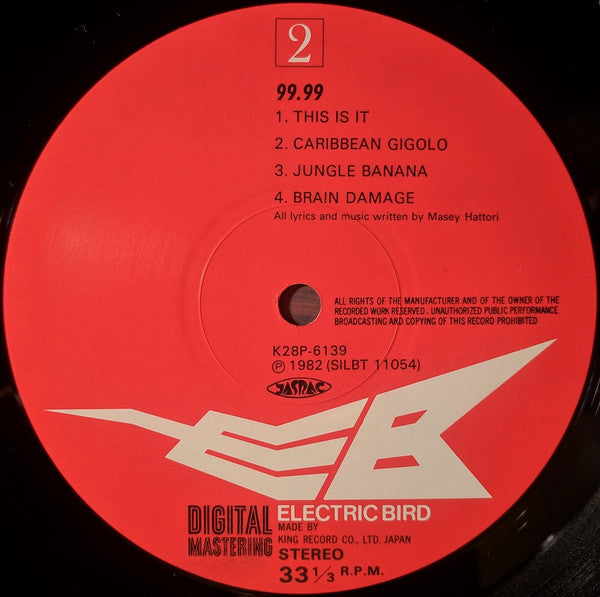 2
99.99
1. THIS IS IT
2. CARIBBEAN GIGOLO
3. JUNGLE BANANA
4. BRAIN DAMAGE
All lyrics and music written by Masey Hattori
ALL RIGHTS OF THE MANUFACTURER AND OF THE OWNER OF THE
RECORDED WORK RESERVED · UNAUTHORIZED PUBLIC PERFORMANCE
BROADCASTING AND COPYING OF THIS RECORD PROHIBITED
K28P-6139
Ⓟ 1982 (SILBT 11054)
JASRAC
EB
DIGITAL
MASTERING
ELECTRIC BIRD
MADE BY
KING RECORD CO., LTD. JAPAN
STEREO
33 1/3 R.P.M.